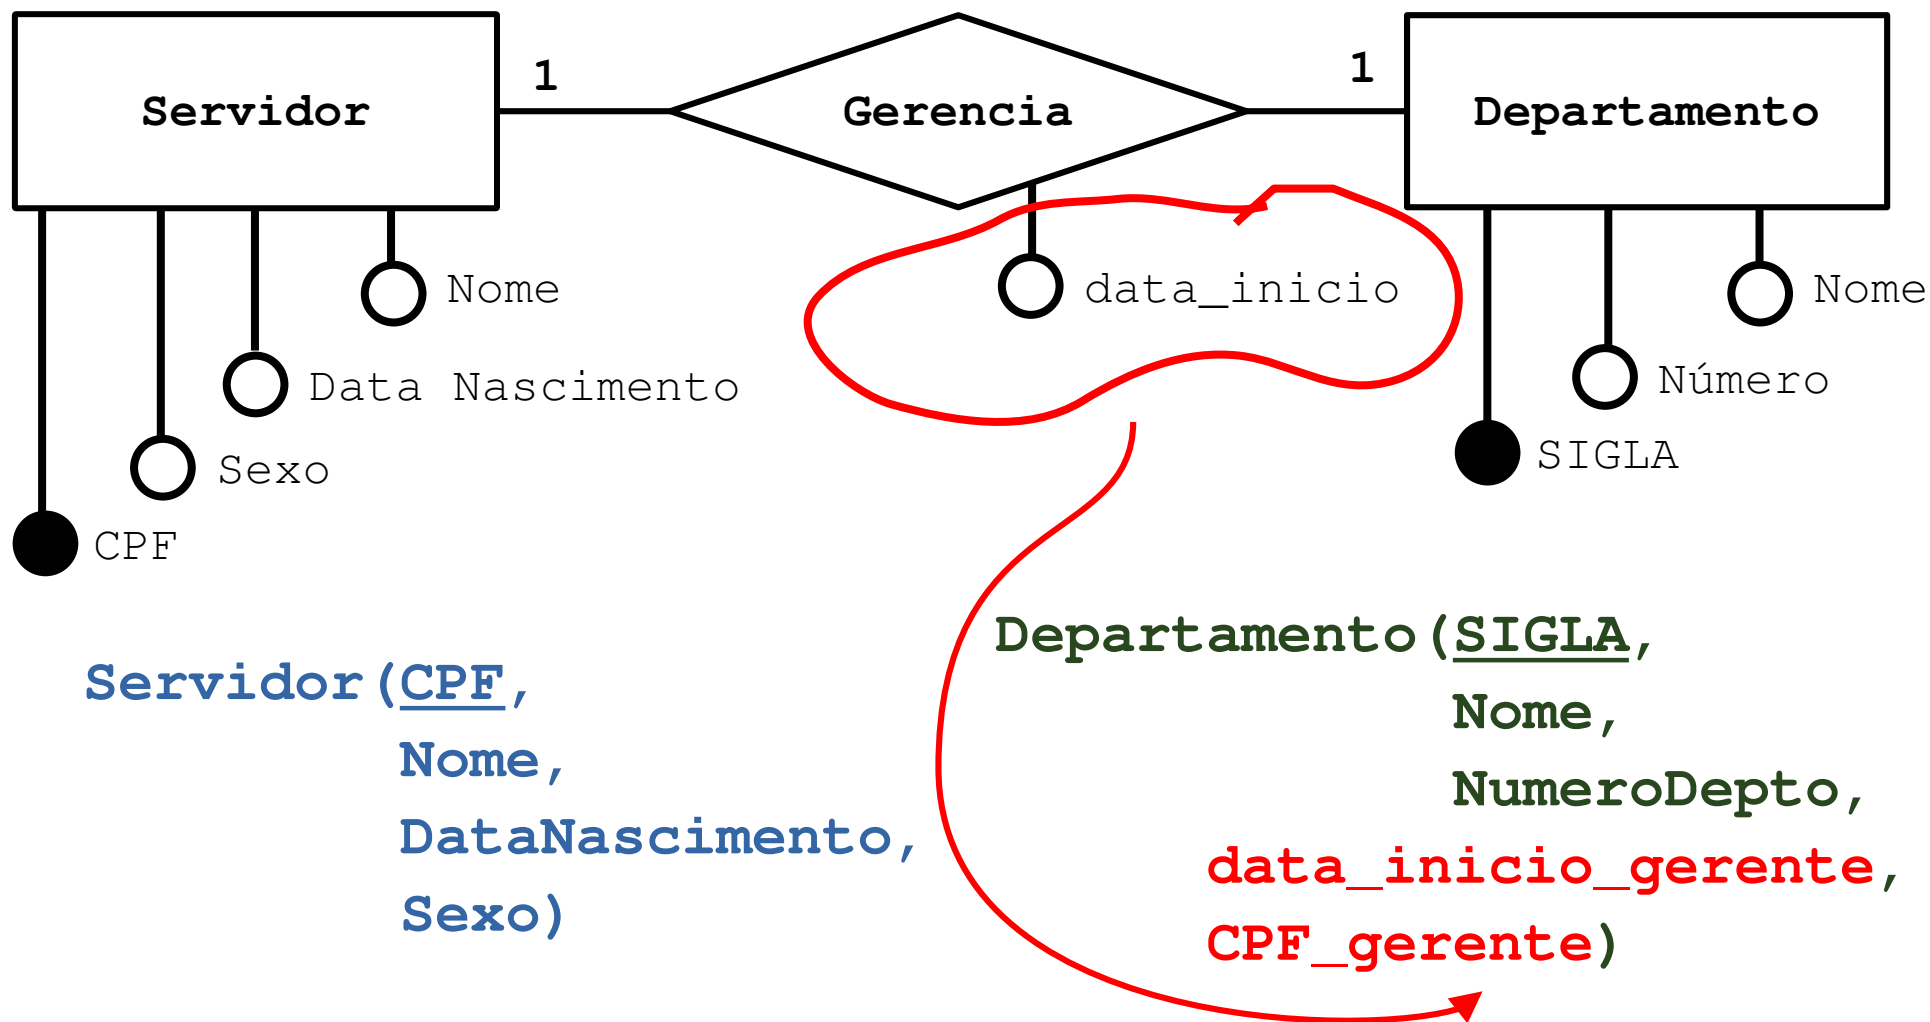 Servidor
1
Gerencia
1
Departamento
Nome
data_inicio
Nome
Data Nascimento
Número
Sexo
SIGLA
CPF
Servidor(CPF,
Nome,
DataNascimento,
Sexo)
Departamento(SIGLA,
Nome,
NumeroDepto,
data_inicio_gerente,
CPF_gerente)